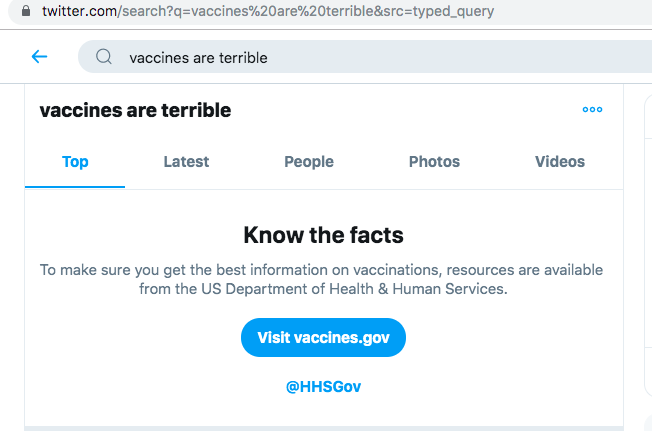 twitter.com/search?q=vaccines%20are%20terrible&src=typed_query
vaccines are terrible
vaccines are terrible
Top Latest People Photos Videos
Know the facts
To make sure you get the best information on vaccinations, resources are available
from the US Department of Health & Human Services.
Visit vaccines.gov
@HHSGov